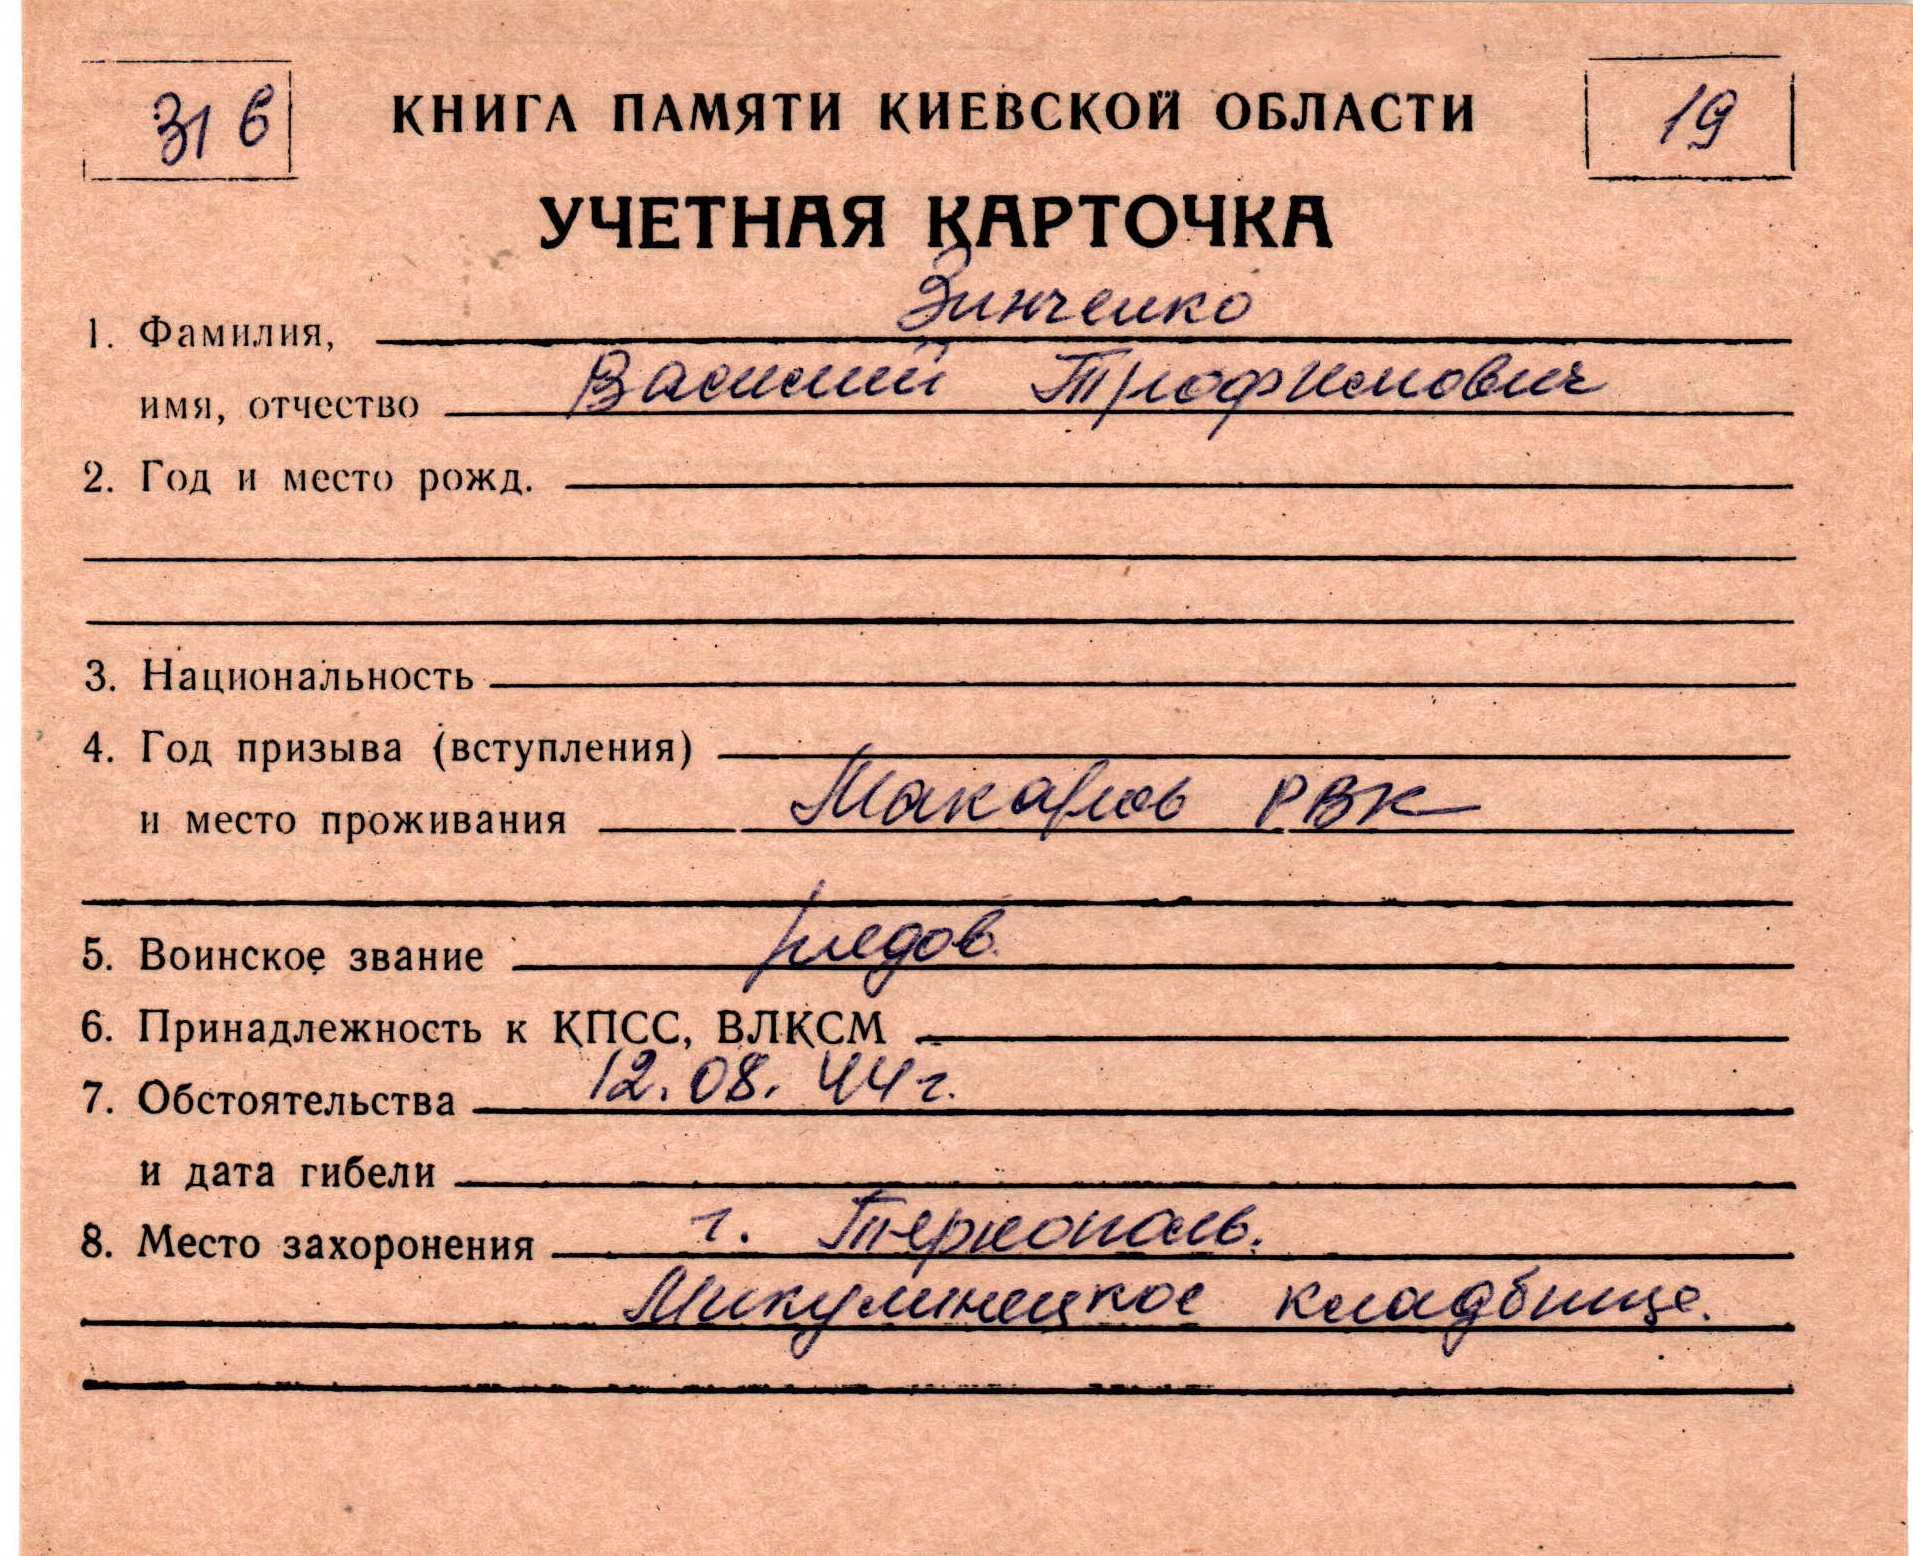 31 6
КНИГА ПАМЯТИ КИЕВСКОЙ ОБЛАСТИ
19
УЧЕТНАЯ КАРТОЧКА
1. Фамилия, Зинченко
имя, отчество Василий Трофимович
2. Год и место рожд.
3. Национальность
4. Год призыва (вступления)
и место проживания Макаров РВК
5. Воинское звание рядов.
6. Принадлежность к КПСС, ВЛКСМ
7. Обстоятельства 12.08.44г.
и дата гибели
8. Место захоронения г. Тернополь.
Микулинецкое кладбище.